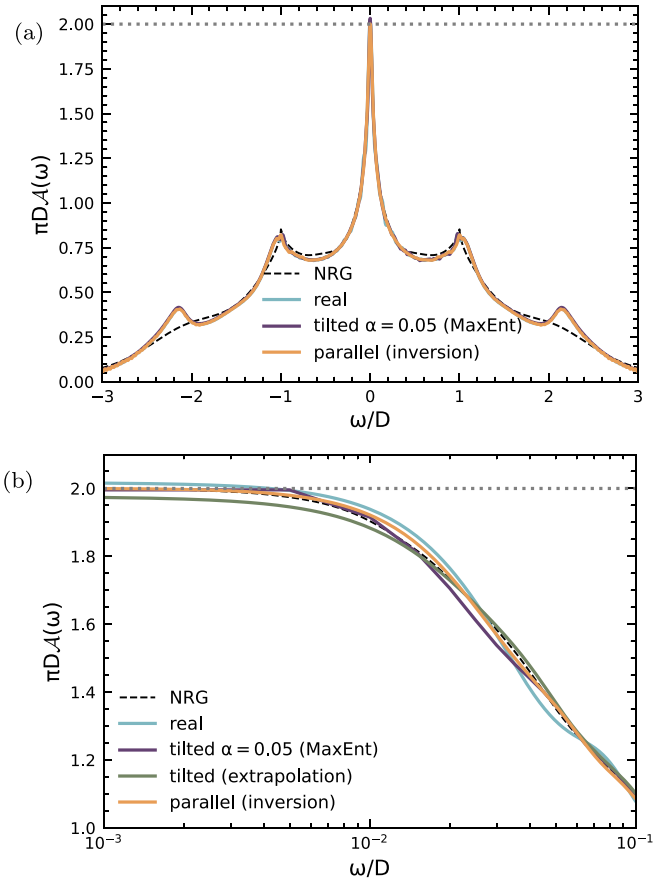 (a)
2.00
1.75
1.50
1.25
1.00
0.75
0.50
0.25
0.00
πD𝒜(ω)
NRG
real
tilted α = 0.05 (MaxEnt)
parallel (inversion)
−3 −2 −1 0 1 2 3
ω/D
(b)
2.0
1.8
1.6
1.4
1.2
1.0
πD𝒜(ω)
NRG
real
tilted α = 0.05 (MaxEnt)
tilted (extrapolation)
parallel (inversion)
10⁻³ 10⁻² 10⁻¹
ω/D